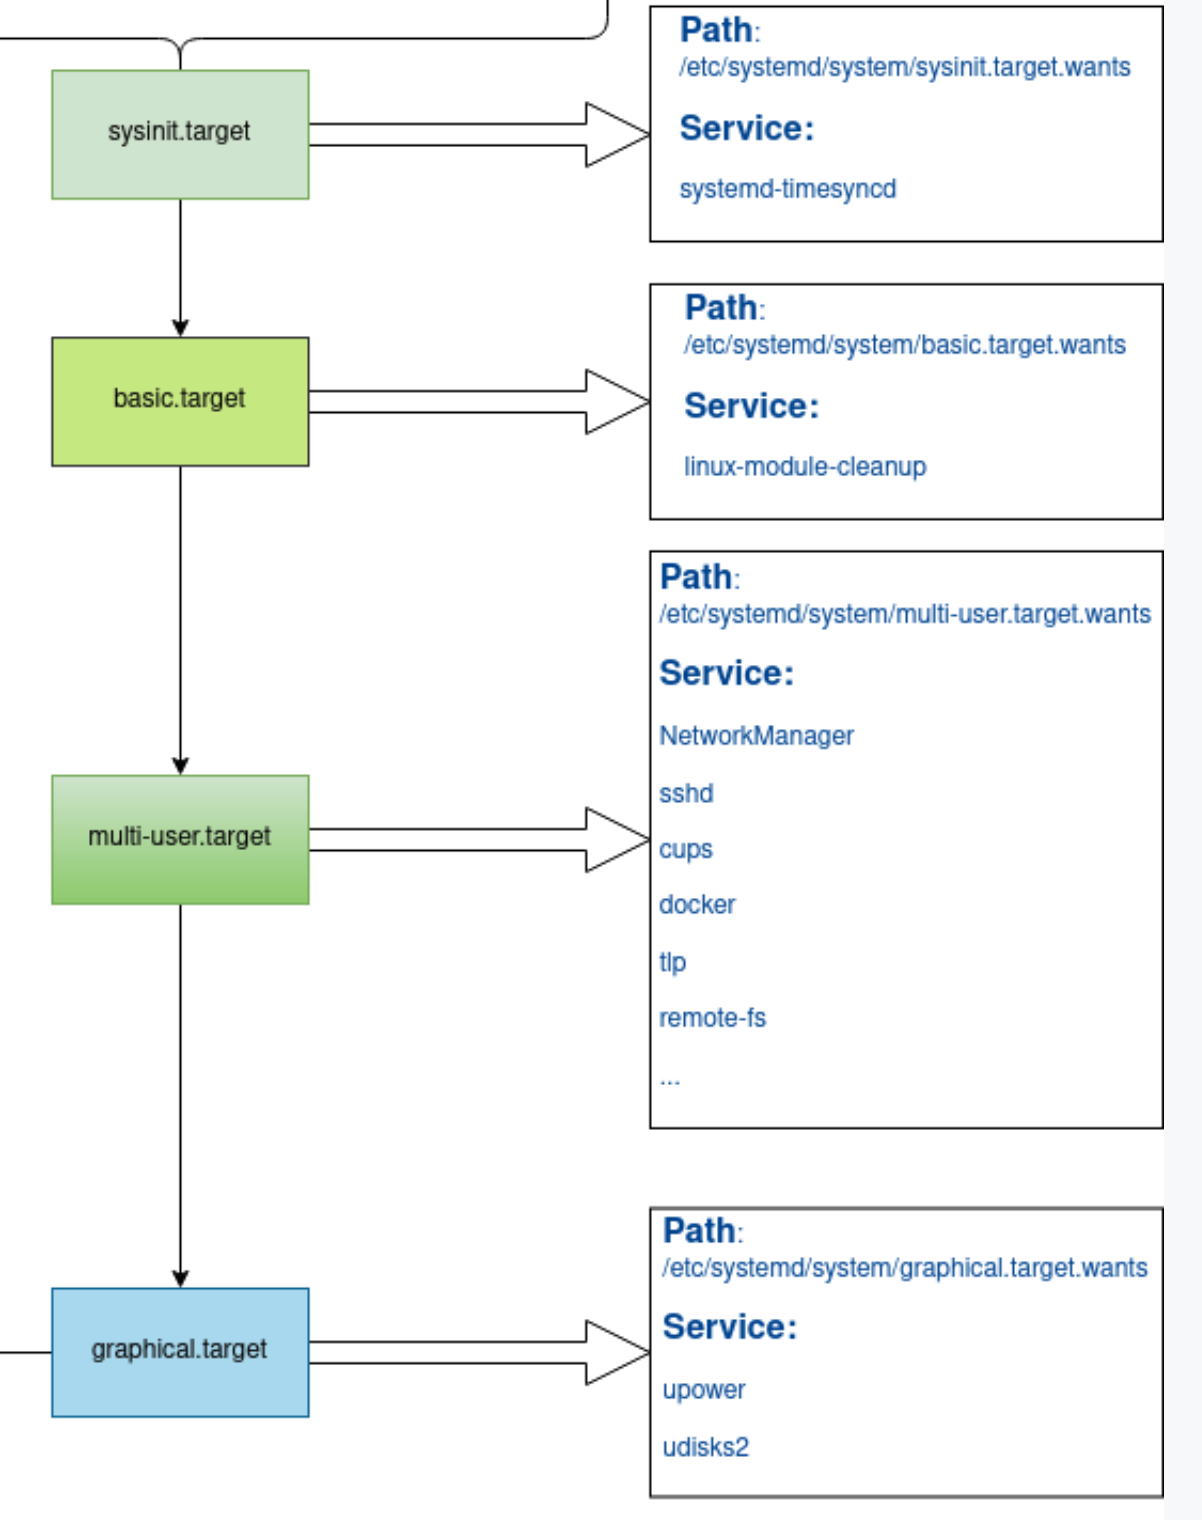 sysinit.target
Path:
/etc/systemd/system/sysinit.target.wants
Service:
systemd-timesyncd
basic.target
Path:
/etc/systemd/system/basic.target.wants
Service:
linux-module-cleanup
multi-user.target
Path:
/etc/systemd/system/multi-user.target.wants
Service:
NetworkManager
sshd
cups
docker
tlp
remote-fs
...
graphical.target
Path:
/etc/systemd/system/graphical.target.wants
Service:
upower
udisks2